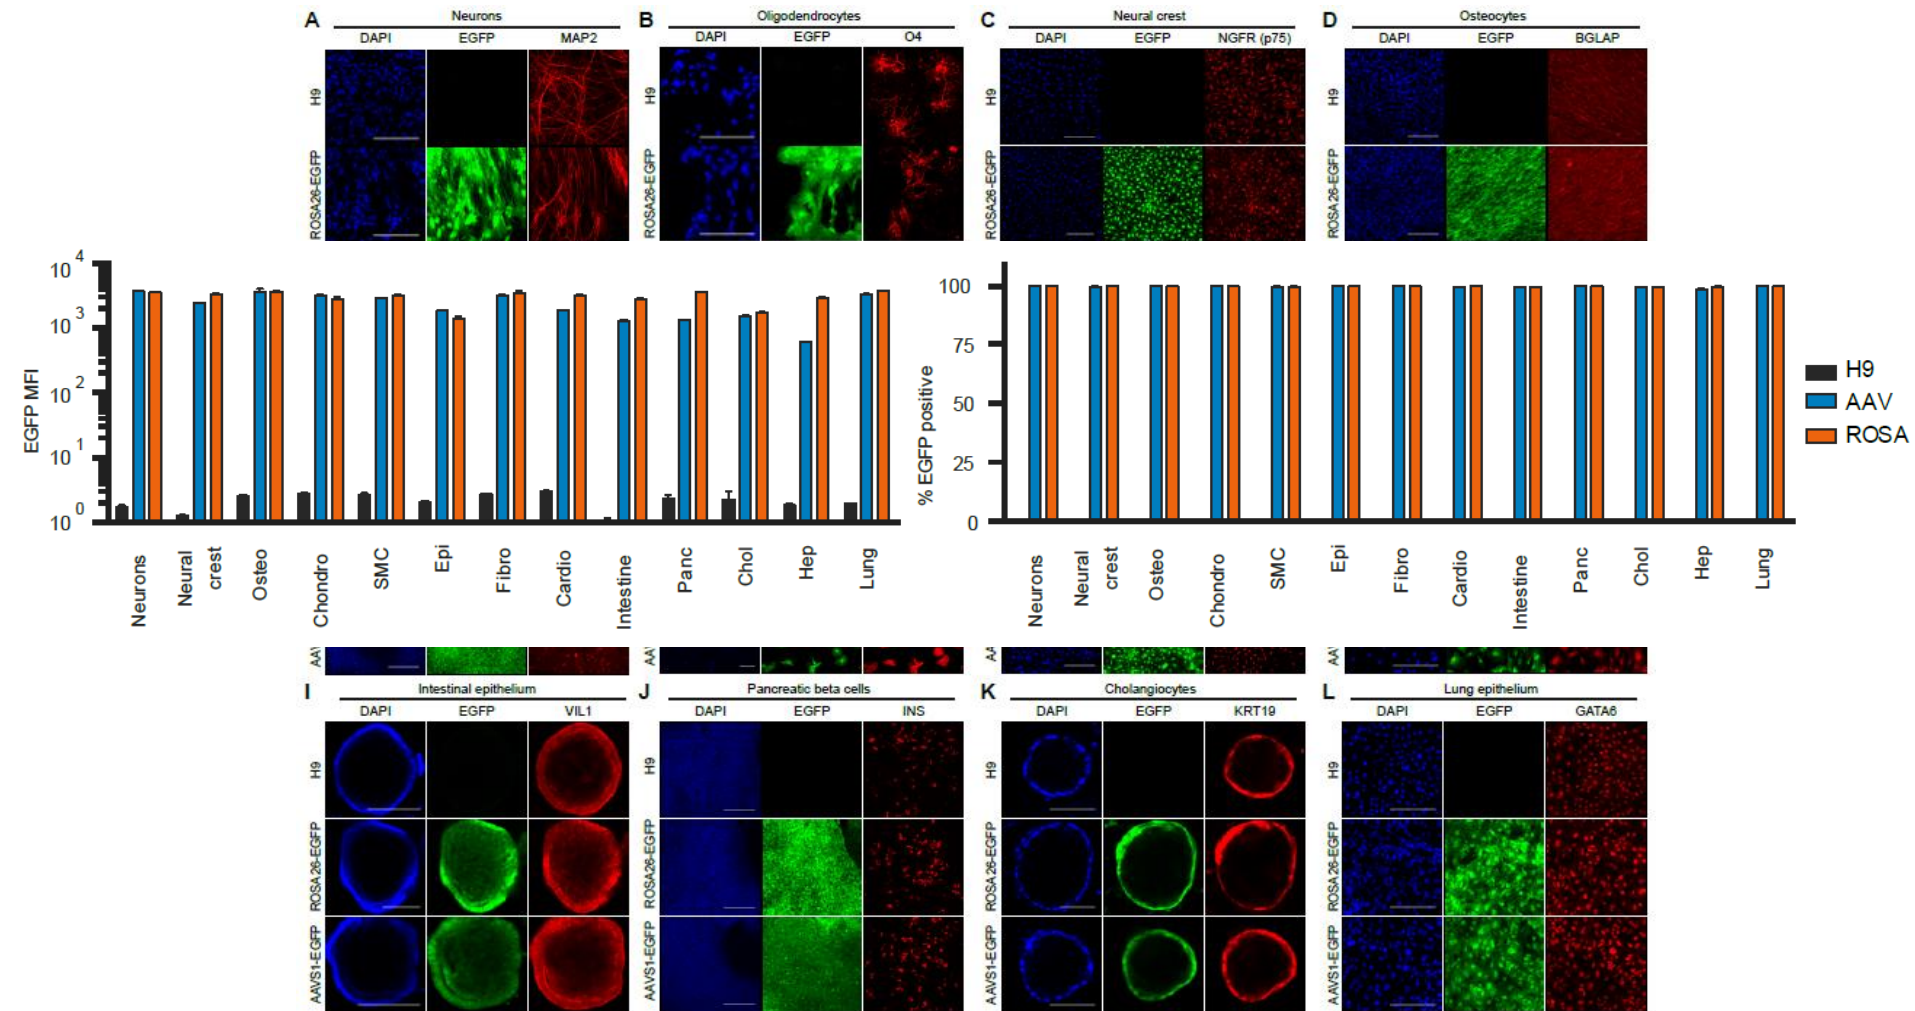 A Neurons
DAPI EGFP MAP2
H9
ROSA26-EGFP
B Oligodendrocytes
DAPI EGFP O4
H9
ROSA26-EGFP
C Neural crest
DAPI EGFP NGFR (p75)
H9
ROSA26-EGFP
D Osteocytes
DAPI EGFP BGLAP
H9
ROSA26-EGFP
EGFP MFI
10 4
10 3
10 2
10 1
10 0
Neurons
Neural
crest
Osteo
Chondro
SMC
Epi
Fibro
Cardio
Intestine
Panc
Chol
Hep
Lung
% EGFP positive
100
75
50
25
0
Neurons
Neural
crest
Osteo
Chondro
SMC
Epi
Fibro
Cardio
Intestine
Panc
Chol
Hep
Lung
H9
AAV
ROSA
I Intestinal epithelium
DAPI EGFP VIL1
H9
ROSA26-EGFP
AAVS1-EGFP
J Pancreatic beta cells
DAPI EGFP INS
H9
ROSA26-EGFP
AAVS1-EGFP
K Cholangiocytes
DAPI EGFP KRT19
H9
ROSA26-EGFP
AAVS1-EGFP
L Lung epithelium
DAPI EGFP GATA6
H9
ROSA26-EGFP
AAVS1-EGFP